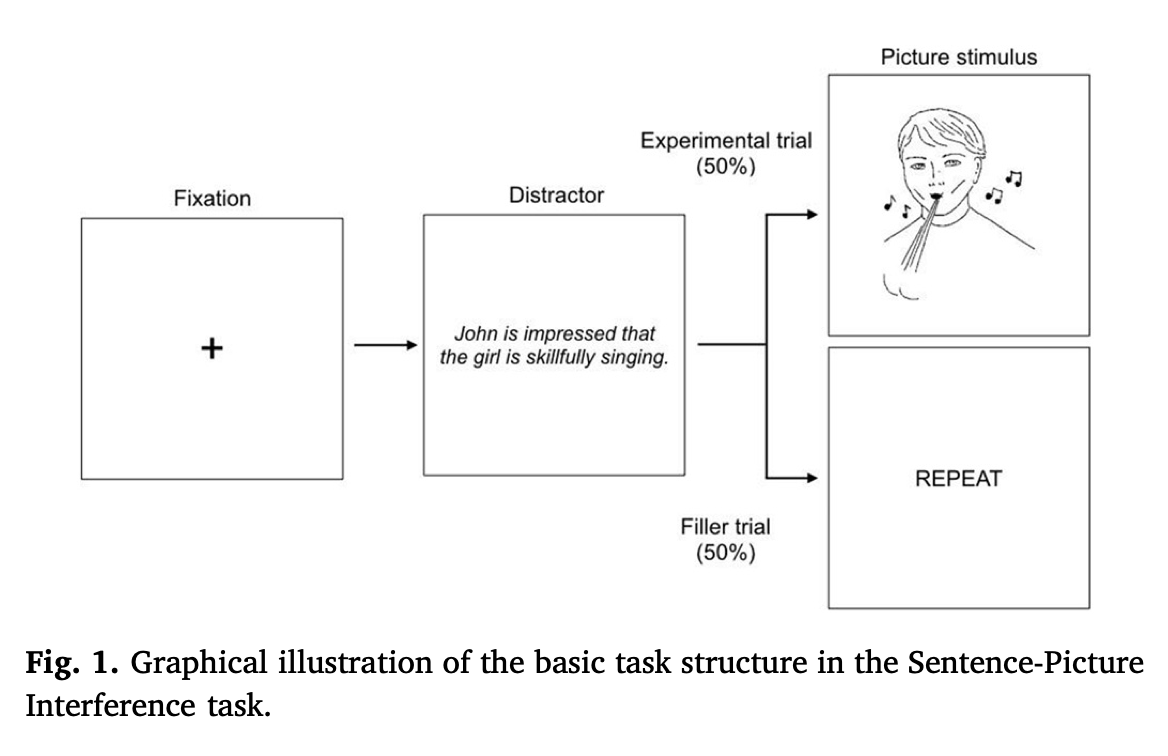 Fixation
+
Distractor
John is impressed that
the girl is skillfully singing.
Experimental trial
(50%)
Picture stimulus
Filler trial
(50%)
REPEAT
Fig. 1. Graphical illustration of the basic task structure in the Sentence-Picture
Interference task.